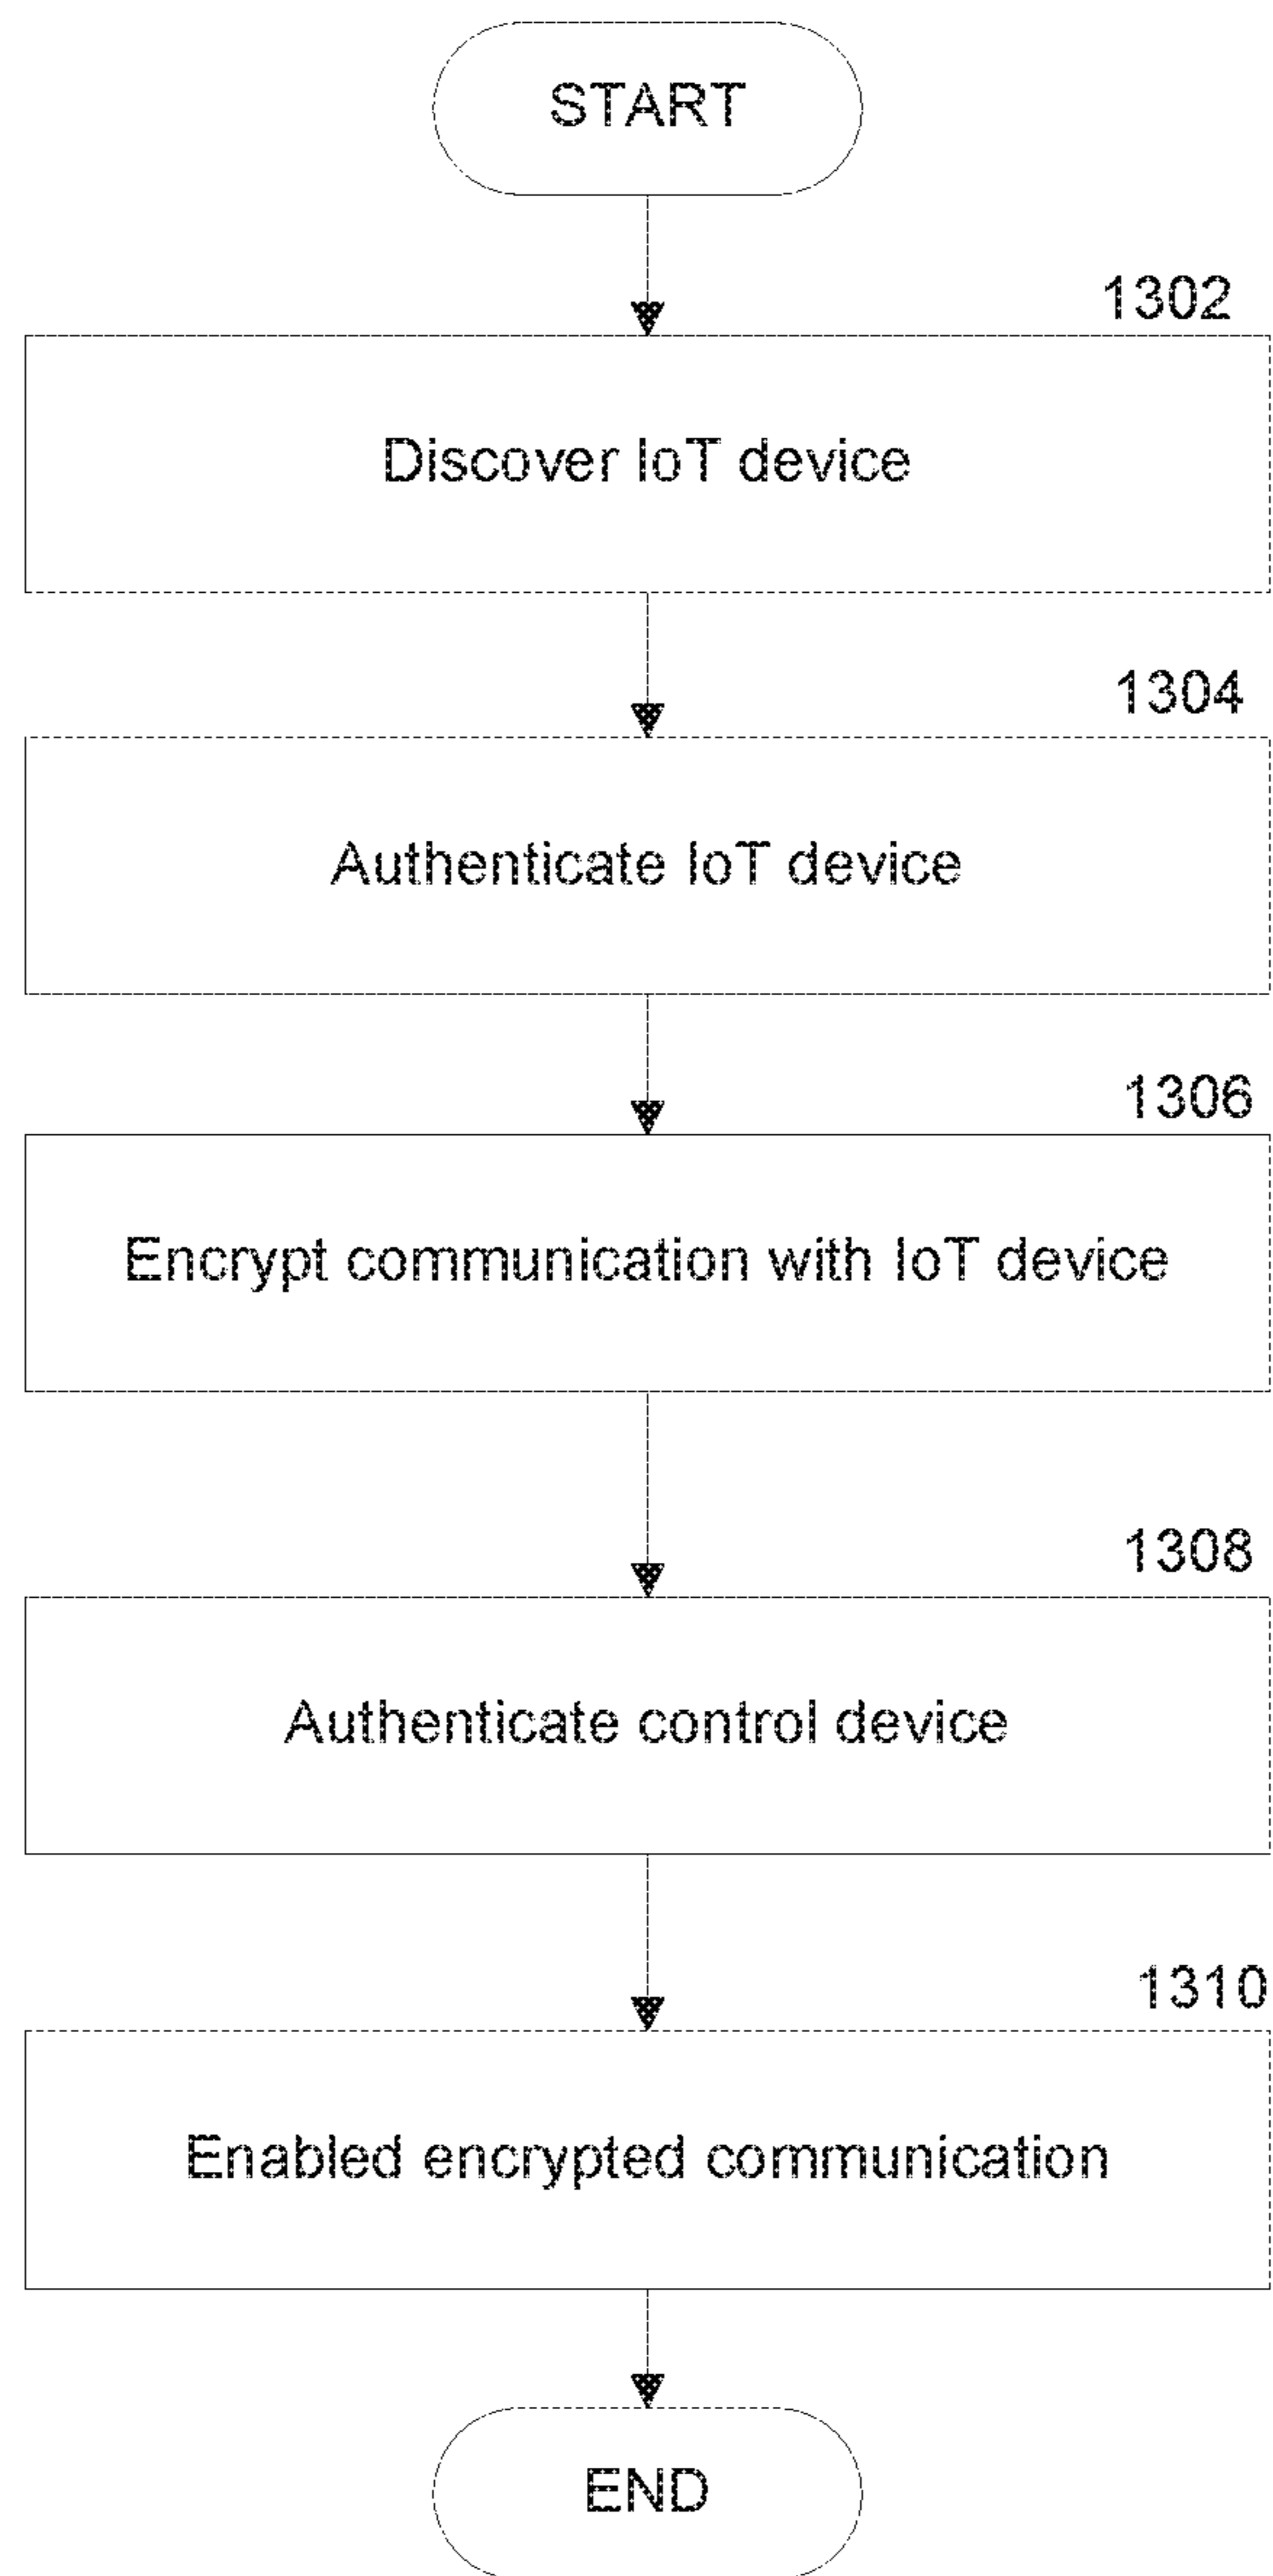 START
1302
Discover IoT device
1304
Authenticate IoT device
1306
Encrypt communication with IoT device
1308
Authenticate control device
1310
Enabled encrypted communication
END